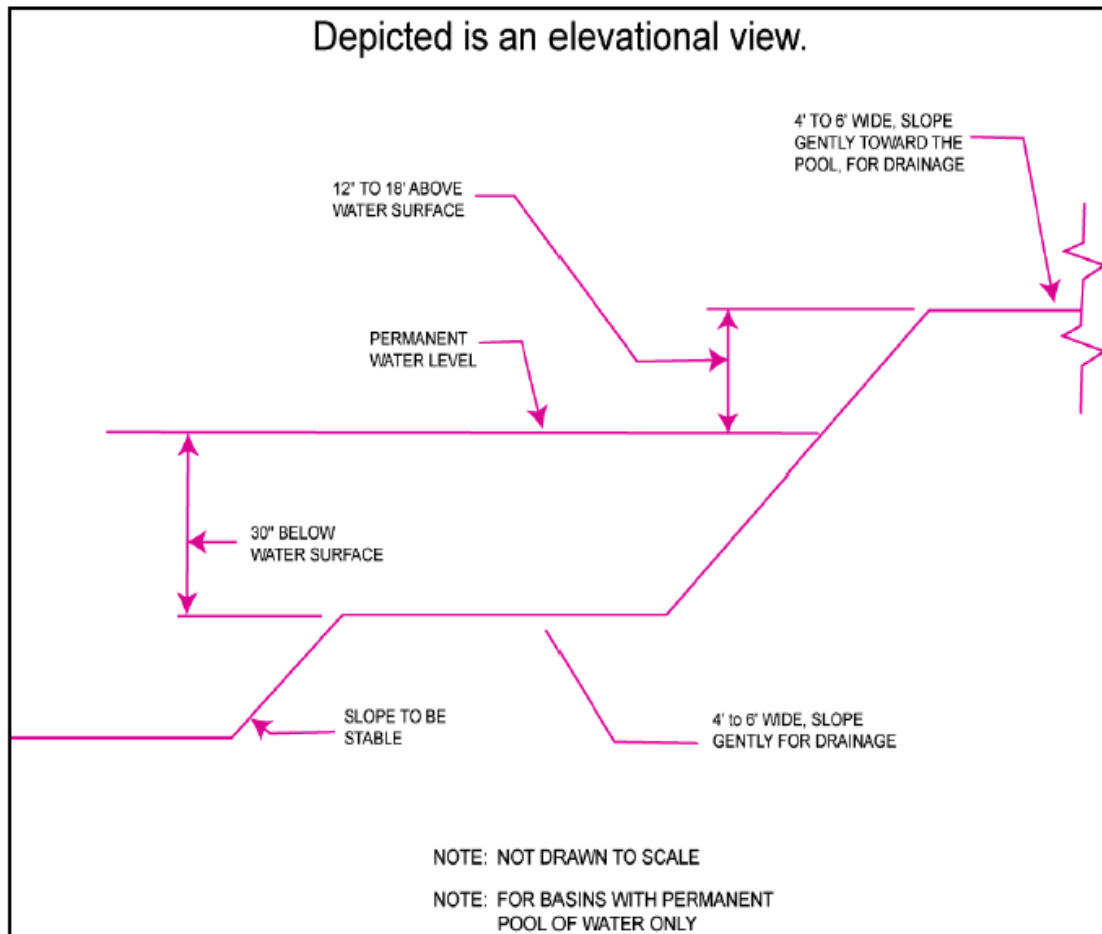 Depicted is an elevational view.
4' TO 6' WIDE, SLOPE
GENTLY TOWARD THE
POOL, FOR DRAINAGE
12" TO 18' ABOVE
WATER SURFACE
PERMANENT
WATER LEVEL
30" BELOW
WATER SURFACE
SLOPE TO BE
STABLE
4' to 6' WIDE, SLOPE
GENTLY FOR DRAINAGE
NOTE: NOT DRAWN TO SCALE
NOTE: FOR BASINS WITH PERMANENT
POOL OF WATER ONLY